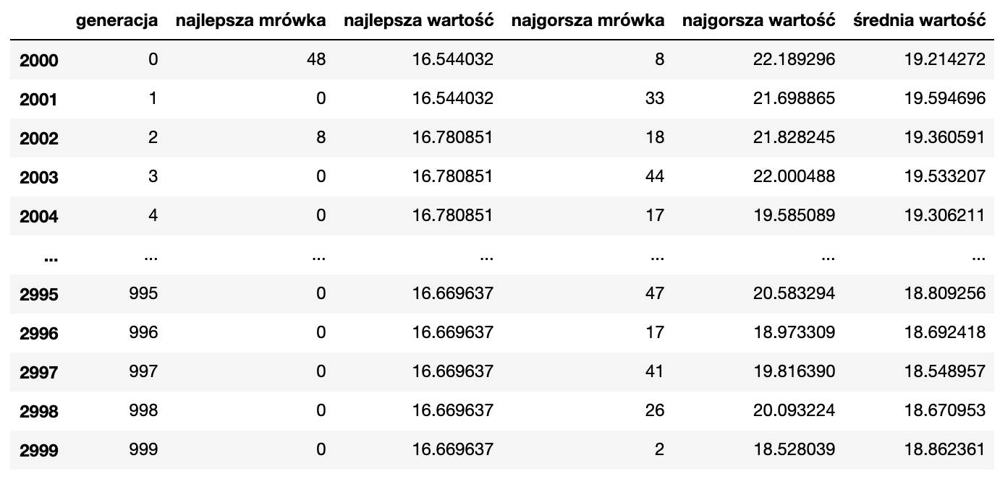 generacja najlepsza mrówka najlepsza wartość najgorsza mrówka najgorsza wartość średnia wartość
2000 0 48 16.544032 8 22.189296 19.214272
2001 1 0 16.544032 33 21.698865 19.594696
2002 2 8 16.780851 18 21.828245 19.360591
2003 3 0 16.780851 44 22.000488 19.533207
2004 4 0 16.780851 17 19.585089 19.306211
... ... ... ... ... ... ...
2995 995 0 16.669637 47 20.583294 18.809256
2996 996 0 16.669637 17 18.973309 18.692418
2997 997 0 16.669637 41 19.816390 18.548957
2998 998 0 16.669637 26 20.093224 18.670953
2999 999 0 16.669637 2 18.528039 18.862361